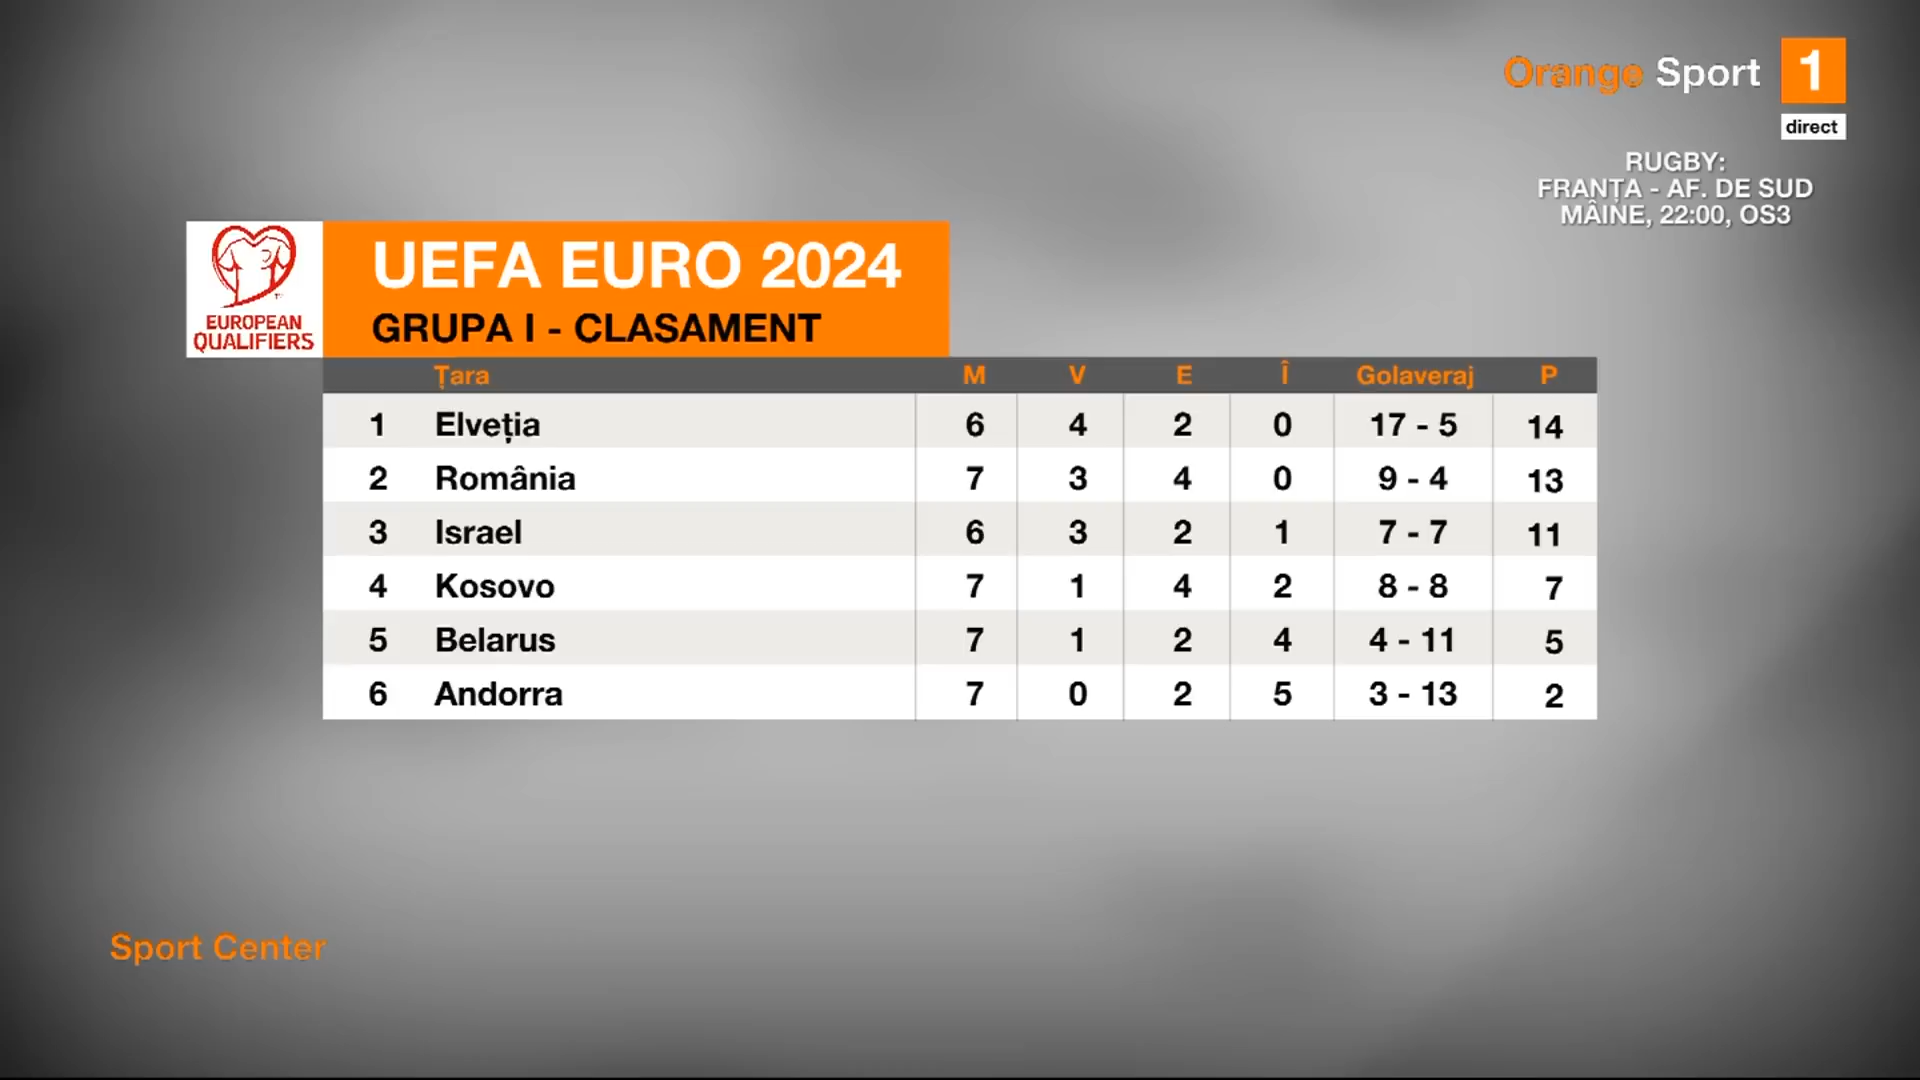 Orange Sport 1
direct
RUGBY:
FRANȚA - AF. DE SUD
MÂINE, 22:00, OS3
UEFA EURO 2024
GRUPA I - CLASAMENT
EUROPEAN
QUALIFIERS
Țara M V E Î Golaveraj P
1 Elveția 6 4 2 0 17 - 5 14
2 România 7 3 4 0 9 - 4 13
3 Israel 6 3 2 1 7 - 7 11
4 Kosovo 7 1 4 2 8 - 8 7
5 Belarus 7 1 2 4 4 - 11 5
6 Andorra 7 0 2 5 3 - 13 2
Sport Center